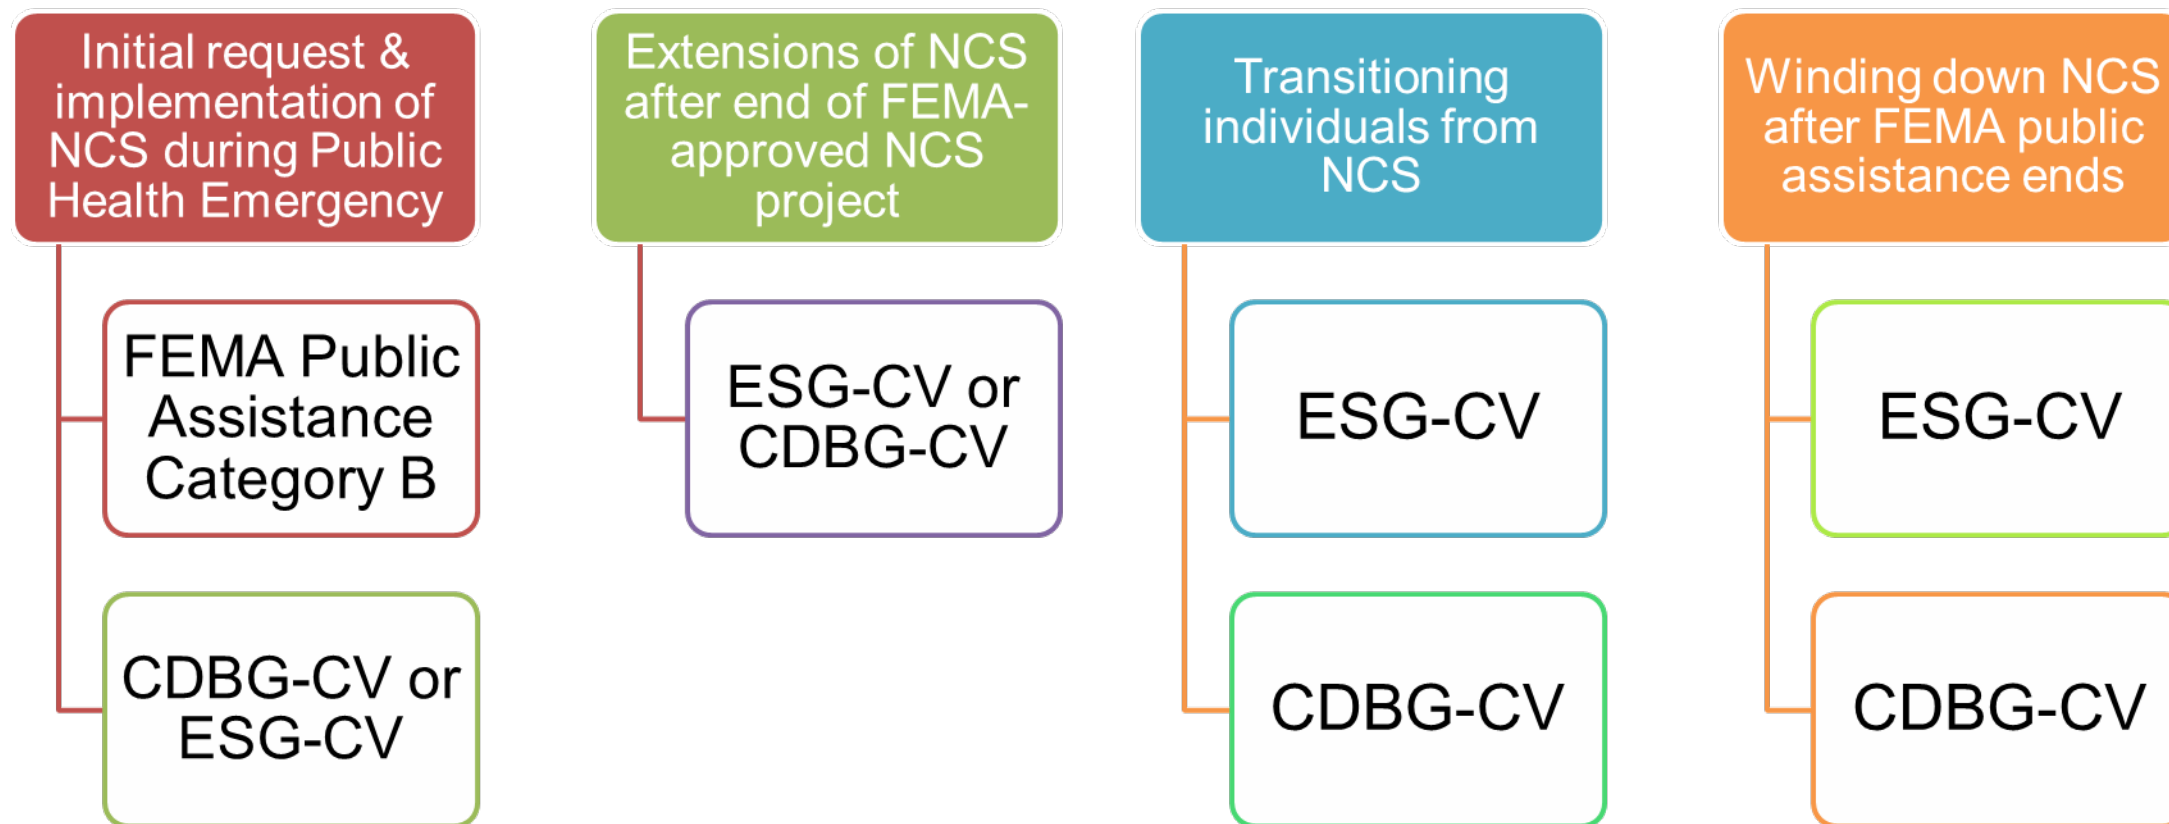 Initial request &
implementation of
NCS during Public
Health Emergency
FEMA Public
Assistance
Category B
CDBG-CV or
ESG-CV
Extensions of NCS
after end of FEMA-
approved NCS
project
ESG-CV or
CDBG-CV
Transitioning
individuals from
NCS
ESG-CV
CDBG-CV
Winding down NCS
after FEMA public
assistance ends
ESG-CV
CDBG-CV